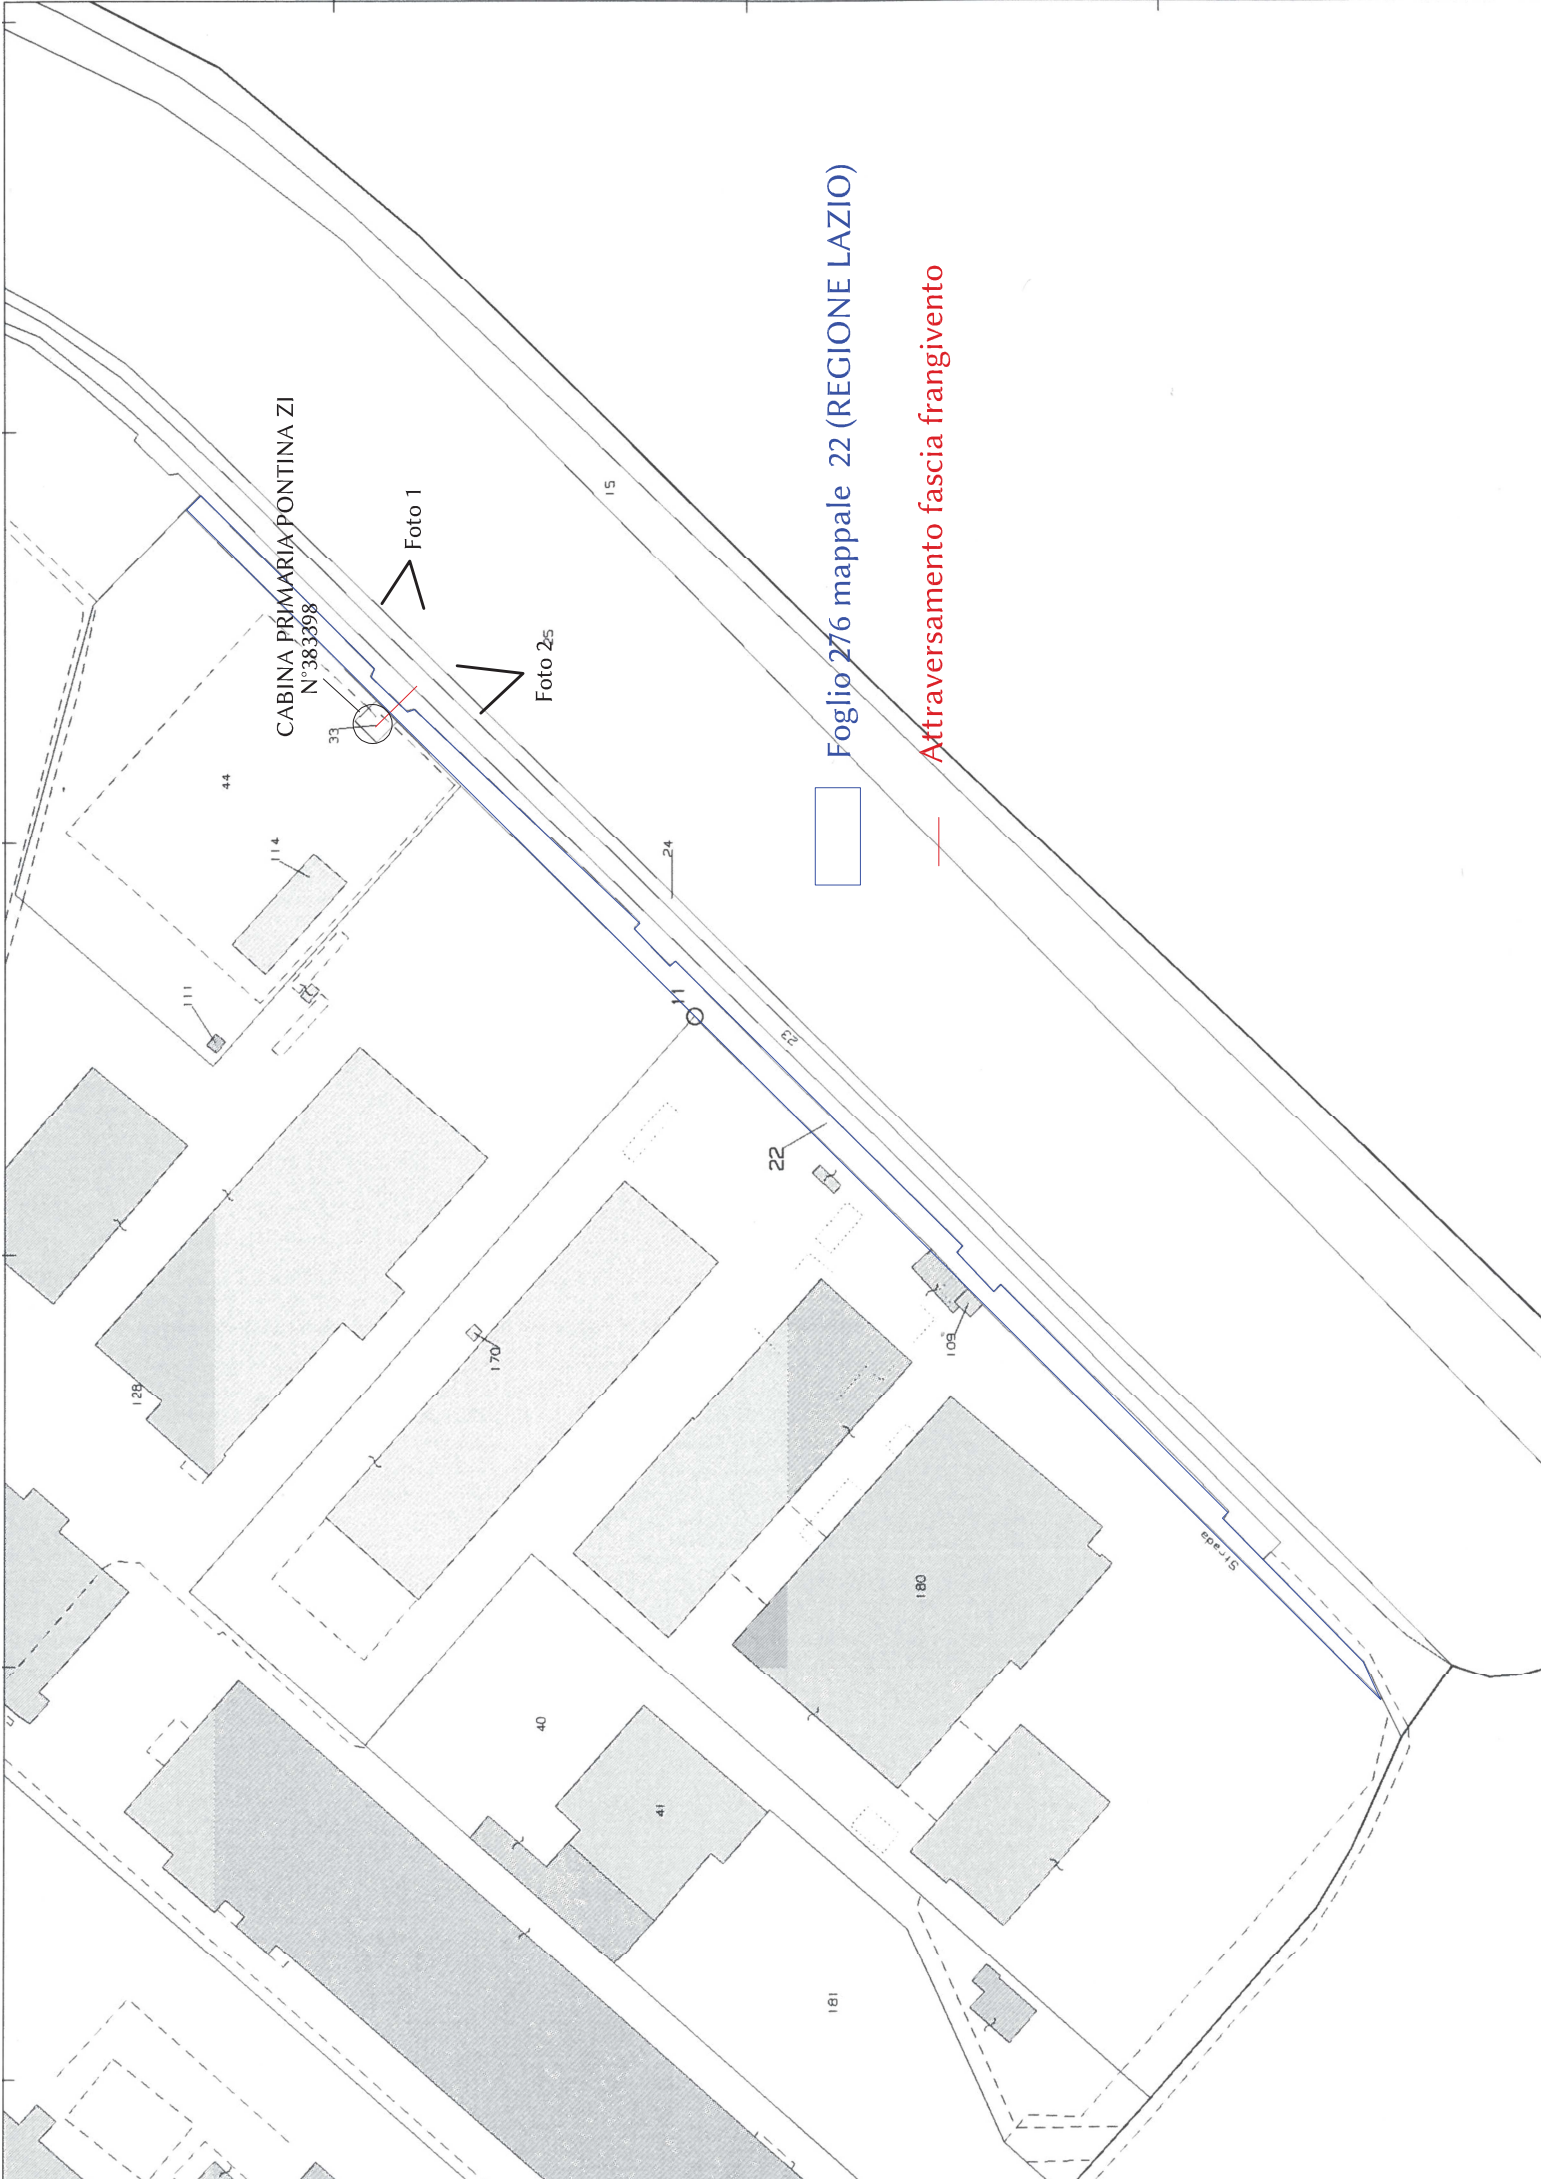 CABINA PRIMARIA PONTINA ZI
N°383398
33
Foto 1
Foto 2
25
15
44
114
111
24
11
23
22
109
128
170
180
Strada
40
41
181
Foglio 276 mappale 22 (REGIONE LAZIO)
Attraversamento fascia frangivento